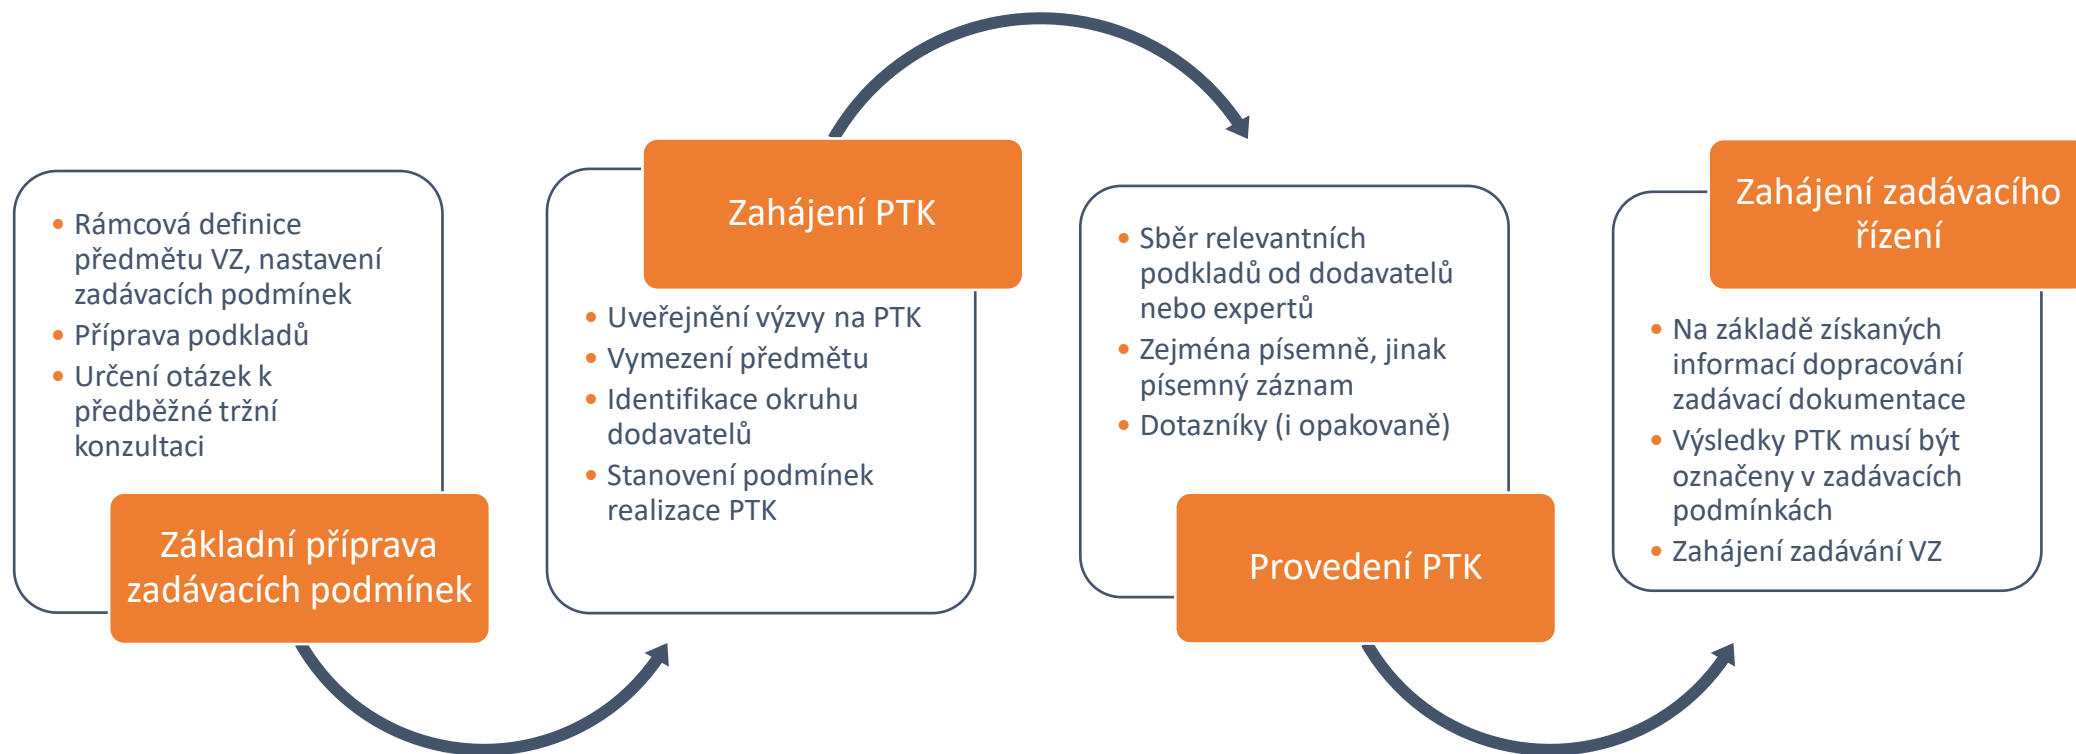 • Rámcová definice
předmětu VZ, nastavení
zadávacích podmínek
• Příprava podkladů
• Určení otázek k
předběžné tržní
konzultaci
Základní příprava
zadávacích podmínek
Zahájení PTK
• Uveřejnění výzvy na PTK
• Vymezení předmětu
• Identifikace okruhu
dodavatelů
• Stanovení podmínek
realizace PTK
• Sběr relevantních
podkladů od dodavatelů
nebo expertů
• Zejména písemně, jinak
písemný záznam
• Dotazníky (i opakovaně)
Provedení PTK
Zahájení zadávacího
řízení
• Na základě získaných
informací dopracování
zadávací dokumentace
• Výsledky PTK musí být
označeny v zadávacích
podmínkách
• Zahájení zadávání VZ